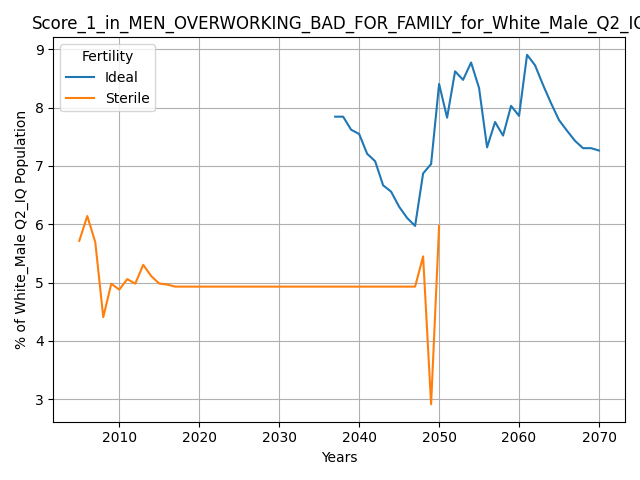 Score_1_in_MEN_OVERWORKING_BAD_FOR_FAMILY_for_White_Male_Q2_IQ
Fertility
Ideal
Sterile
% of White_Male Q2_IQ Population
9
8
7
6
5
4
3
2010 2020 2030 2040 2050 2060 2070
Years